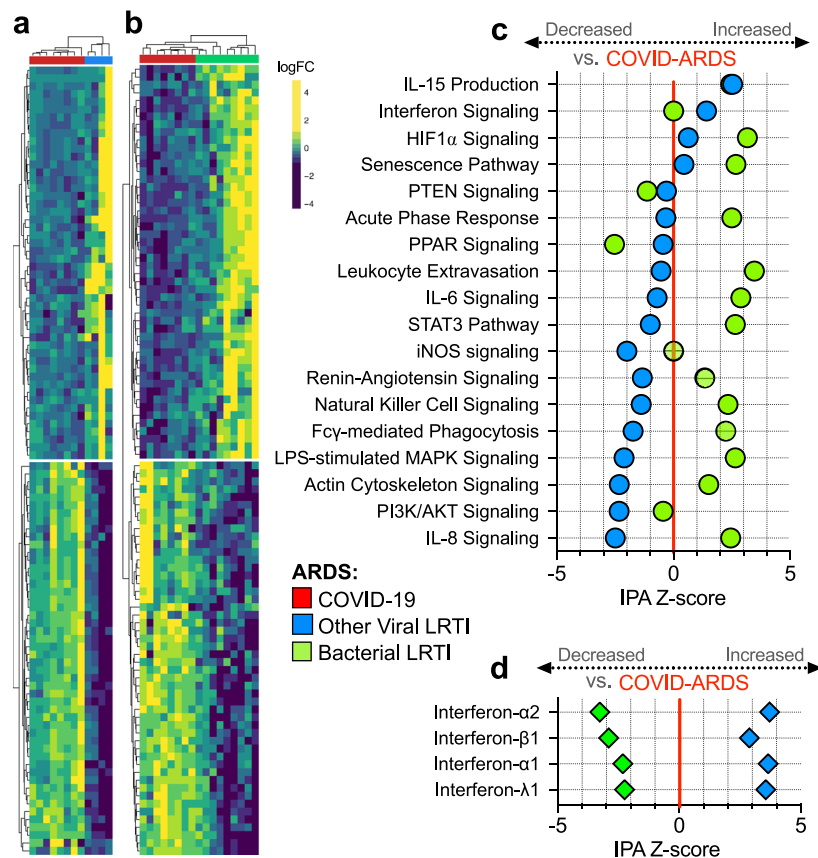 a
b
c
Decreased
Increased
vs. COVID-ARDS
logFC
4
2
0
−2
−4
IL-15 Production
Interferon Signaling
HIF1α Signaling
Senescence Pathway
PTEN Signaling
Acute Phase Response
PPAR Signaling
Leukocyte Extravasation
IL-6 Signaling
STAT3 Pathway
iNOS signaling
Renin-Angiotensin Signaling
Natural Killer Cell Signaling
Fcγ-mediated Phagocytosis
LPS-stimulated MAPK Signaling
Actin Cytoskeleton Signaling
PI3K/AKT Signaling
IL-8 Signaling
-5
0
5
IPA Z-score
ARDS:
COVID-19
Other Viral LRTI
Bacterial LRTI
d
Decreased
Increased
vs. COVID-ARDS
Interferon-α2
Interferon-β1
Interferon-α1
Interferon-λ1
-5
0
5
IPA Z-score